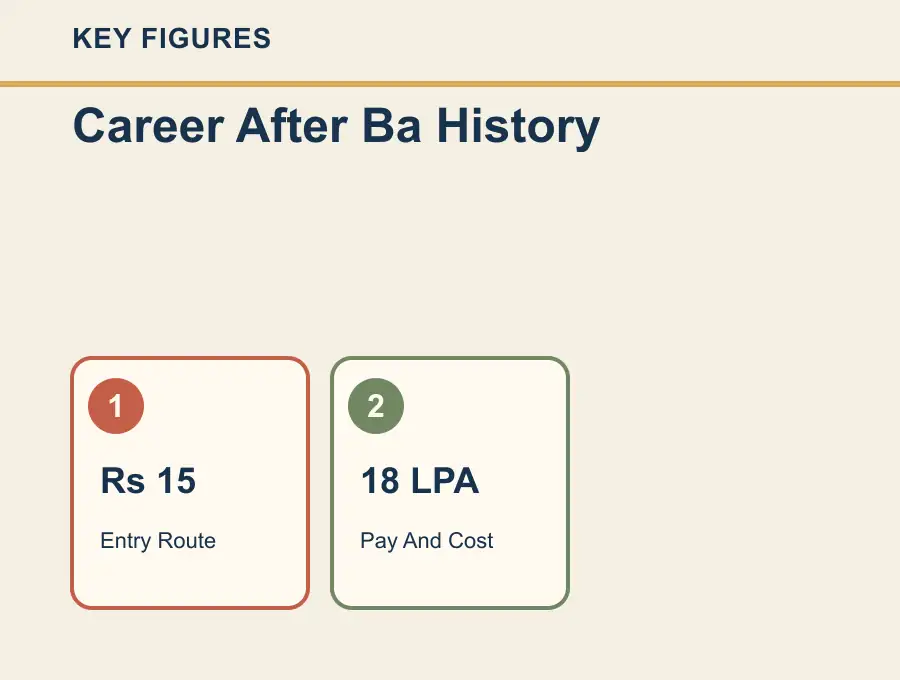 KEY FIGURES
Career After Ba History
1
Rs 15
Entry Route
2
18 LPA
Pay And Cost